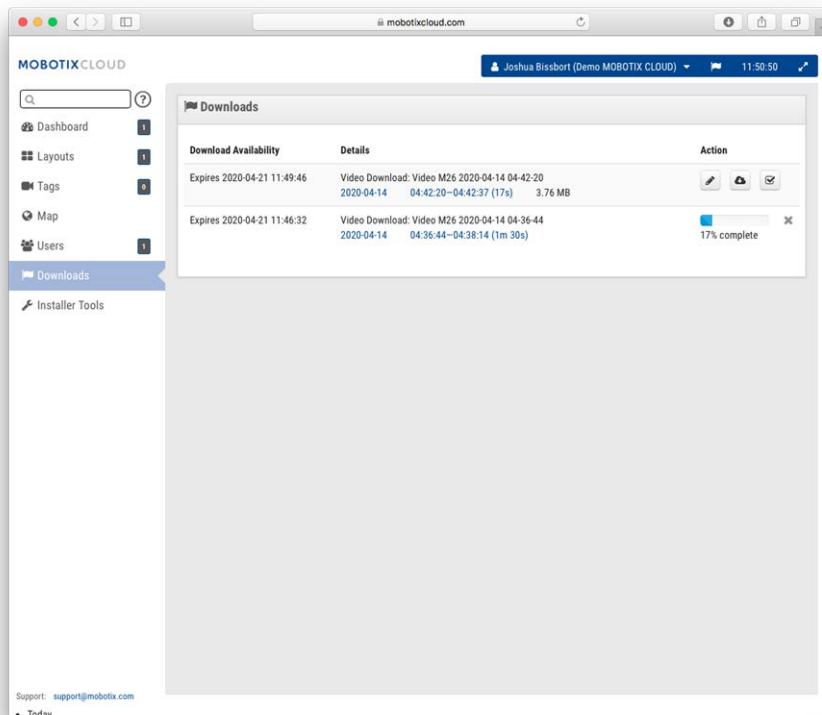 mobotixcloud.com
MOBOTIXCLOUD
Joshua Bissbort (Demo MOBOTIX CLOUD) 11:50:50
?
Dashboard 1
Layouts 1
Tags 0
Map
Users 1
Downloads
Installer Tools
Downloads
Download Availability Details Action
Expires 2020-04-21 11:49:46 Video Download: Video M26 2020-04-14 04-42-20
2020-04-14 04:42:20—04:42:37 (17s) 3.76 MB
Expires 2020-04-21 11:46:32 Video Download: Video M26 2020-04-14 04-36-44
2020-04-14 04:36:44—04:38:14 (1m 30s) 17% complete
Support: support@mobotix.com
• Today